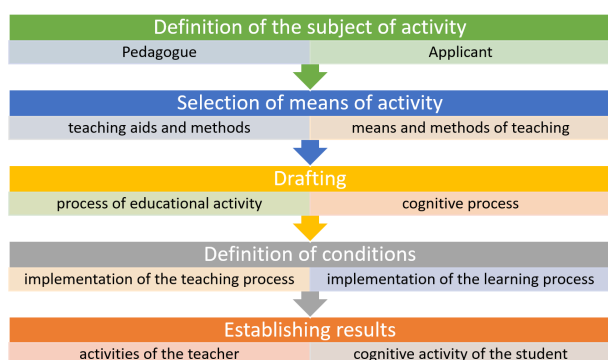 Definition of the subject of activity
Pedagogue Applicant
Selection of means of activity
teaching aids and methods means and methods of teaching
Drafting
process of educational activity cognitive process
Definition of conditions
implementation of the teaching process implementation of the learning process
Establishing results
activities of the teacher cognitive activity of the student